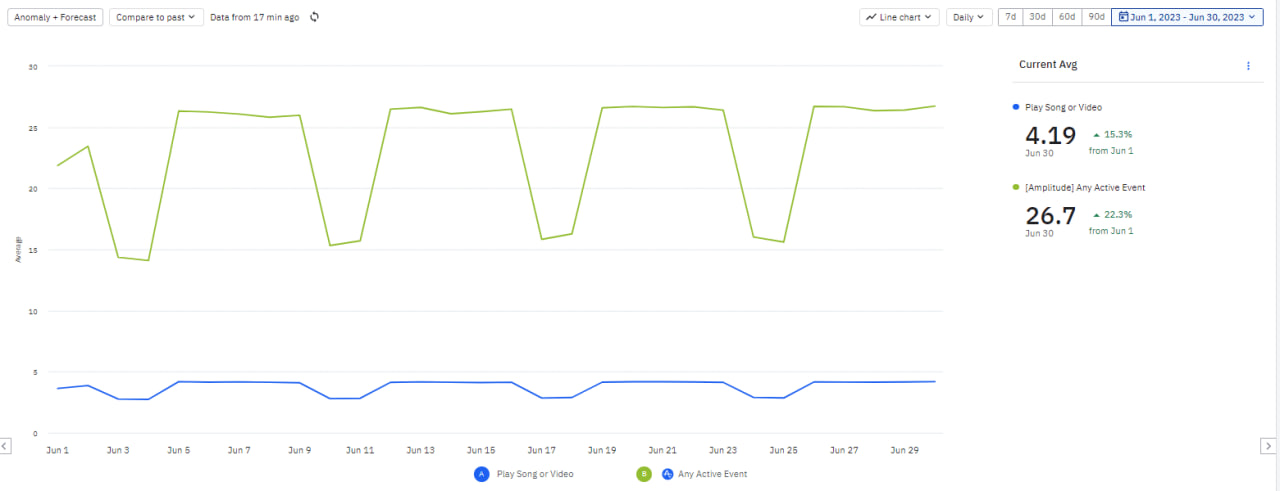 Anomaly + Forecast Compare to past Data from 17 min ago Line chart Daily 7d 30d 60d 90d Jun 1, 2023 - Jun 30, 2023
Current Avg
Play Song or Video
4.19 15.3%
Jun 30 from Jun 1
[Amplitude] Any Active Event
26.7 22.3%
Jun 30 from Jun 1
30
25
20
15
10
5
0
Average
Jun 1 Jun 3 Jun 5 Jun 7 Jun 9 Jun 11 Jun 13 Jun 15 Jun 17 Jun 19 Jun 21 Jun 23 Jun 25 Jun 27 Jun 29
A Play Song or Video B Any Active Event